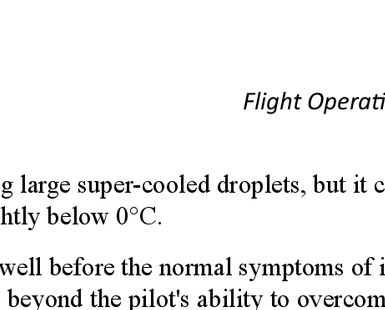 Flight Operati
g large super-cooled droplets, but it c
htly below 0°C.
well before the normal symptoms of i
beyond the pilot's ability to overcom